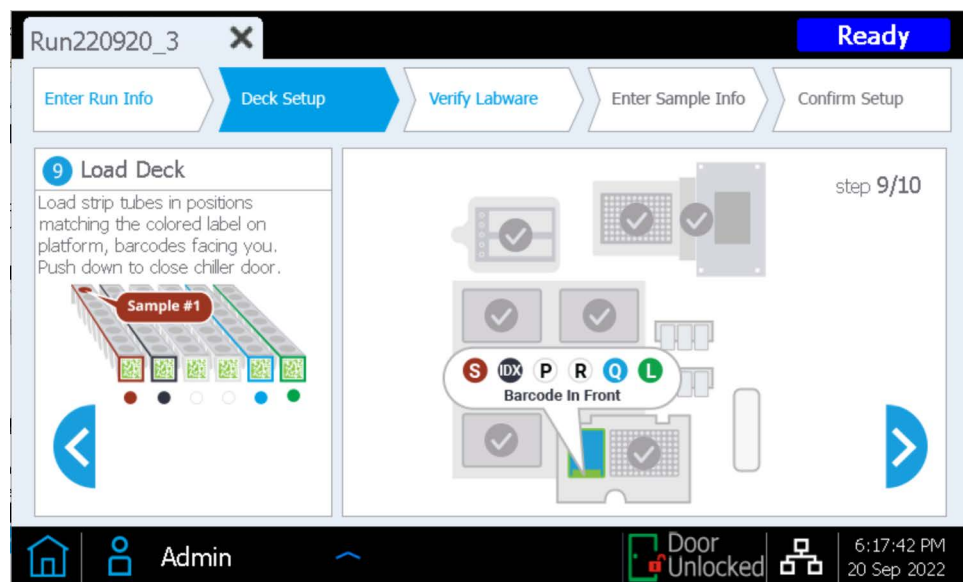 Run220920_3
Ready
Enter Run Info
Deck Setup
Verify Labware
Enter Sample Info
Confirm Setup
9 Load Deck
Load strip tubes in positions
matching the colored label on
platform, barcodes facing you.
Push down to close chiller door.
Sample #1
step 9/10
S IDX P R Q L
Barcode In Front
Admin
Door
Unlocked
6:17:42 PM
20 Sep 2022